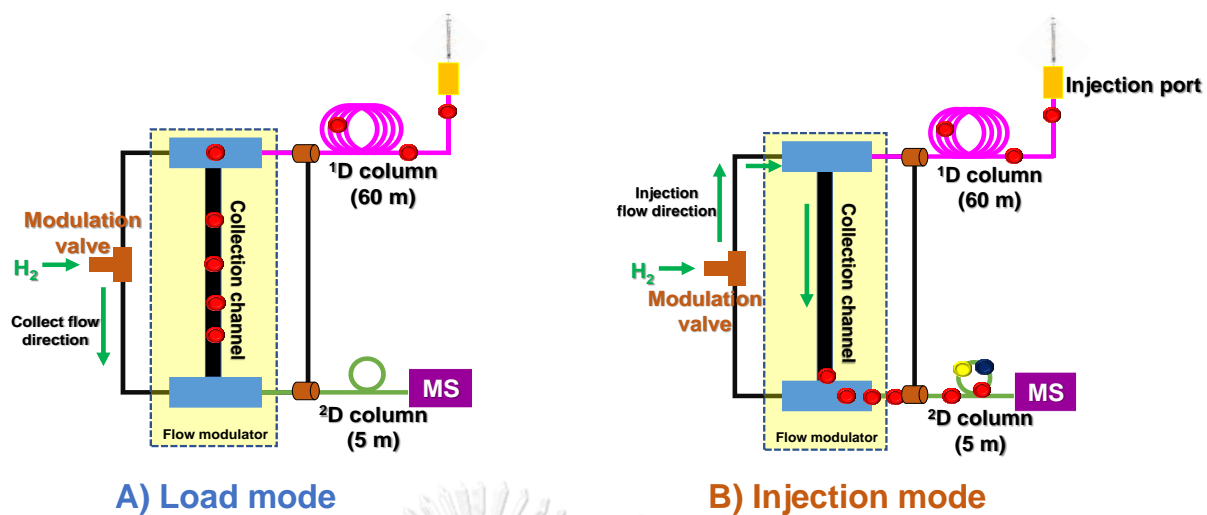 ¹D column
(60 m)
Modulation
valve
H₂
Collect flow
direction
Collection channel
MS
²D column
(5 m)
Flow modulator
A) Load mode
Injection port
¹D column
(60 m)
Injection
flow direction
H₂
Modulation
valve
Collection channel
MS
²D column
(5 m)
Flow modulator
B) Injection mode